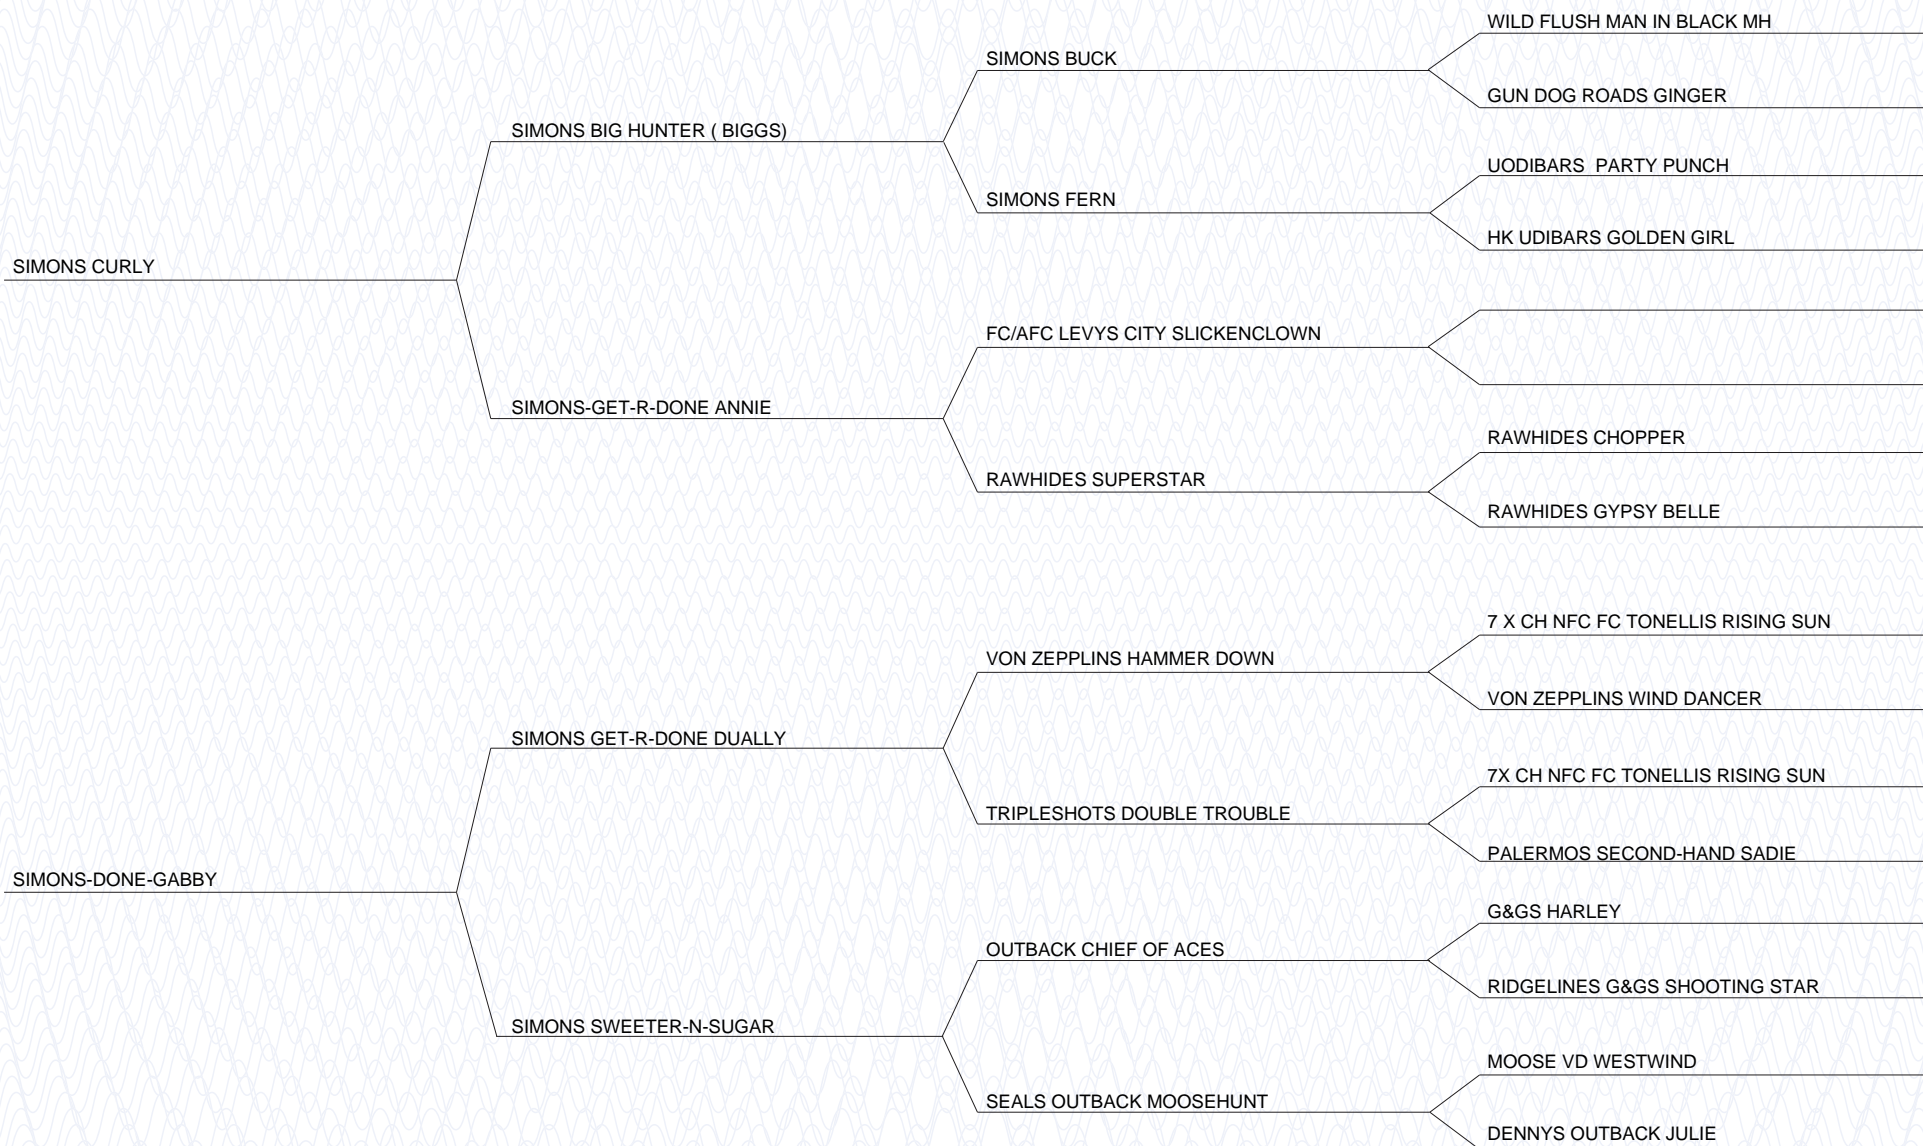 WILD FLUSH MAN IN BLACK MH
SIMONS BUCK
GUN DOG ROADS GINGER
SIMONS BIG HUNTER ( BIGGS)
UODIBARS  PARTY PUNCH
SIMONS FERN
HK UDIBARS GOLDEN GIRL
SIMONS CURLY
FC/AFC LEVYS CITY SLICKENCLOWN
SIMONS-GET-R-DONE ANNIE
RAWHIDES CHOPPER
RAWHIDES SUPERSTAR
RAWHIDES GYPSY BELLE
7 X CH NFC FC TONELLIS RISING SUN
VON ZEPPLINS HAMMER DOWN
VON ZEPPLINS WIND DANCER
SIMONS GET-R-DONE DUALLY
7X CH NFC FC TONELLIS RISING SUN
TRIPLESHOTS DOUBLE TROUBLE
PALERMOS SECOND-HAND SADIE
SIMONS-DONE-GABBY
G&GS HARLEY
OUTBACK CHIEF OF ACES
RIDGELINES G&GS SHOOTING STAR
SIMONS SWEETER-N-SUGAR
MOOSE VD WESTWIND
SEALS OUTBACK MOOSEHUNT
DENNYS OUTBACK JULIE